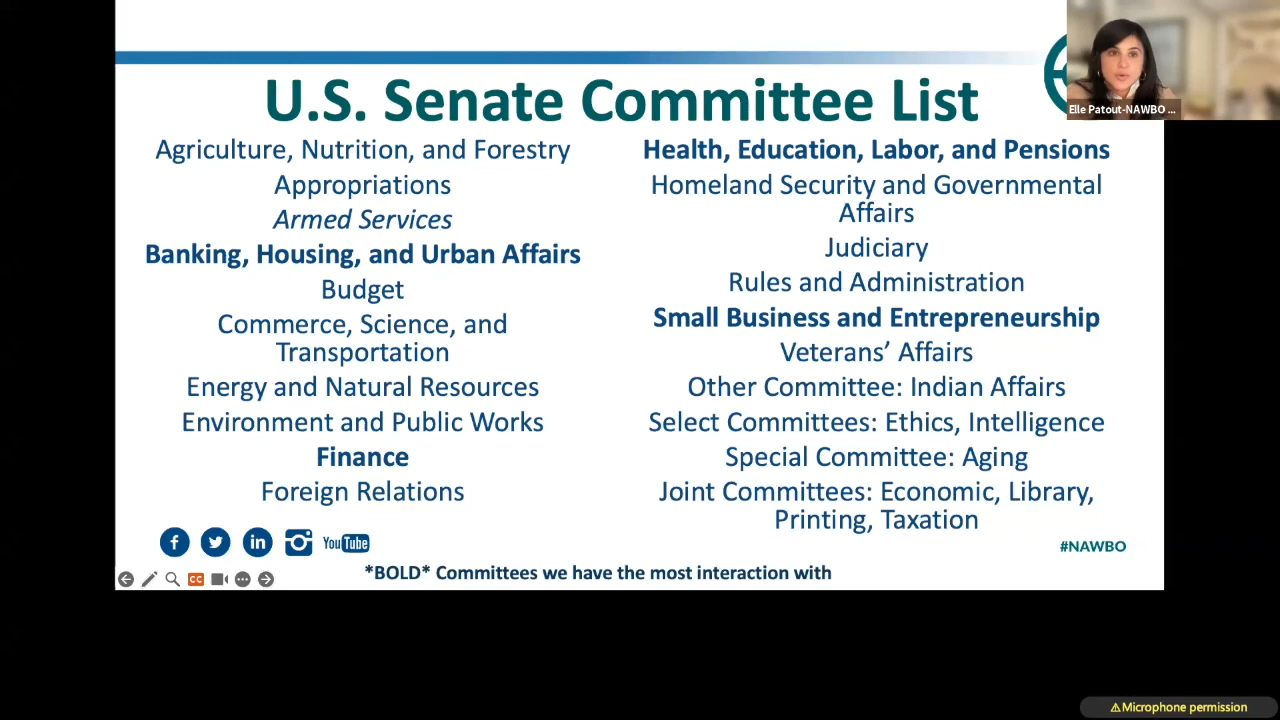 U.S. Senate Committee List
Agriculture, Nutrition, and Forestry
Appropriations
Armed Services
Banking, Housing, and Urban Affairs
Budget
Commerce, Science, and
Transportation
Energy and Natural Resources
Environment and Public Works
Finance
Foreign Relations
Health, Education, Labor, and Pensions
Homeland Security and Governmental
Affairs
Judiciary
Rules and Administration
Small Business and Entrepreneurship
Veterans’ Affairs
Other Committee: Indian Affairs
Select Committees: Ethics, Intelligence
Special Committee: Aging
Joint Committees: Economic, Library,
Printing, Taxation
f
in
YouTube
#NAWBO
CC
*BOLD* Committees we have the most interaction with
Elle Patout-NAWBO ...
Microphone permission